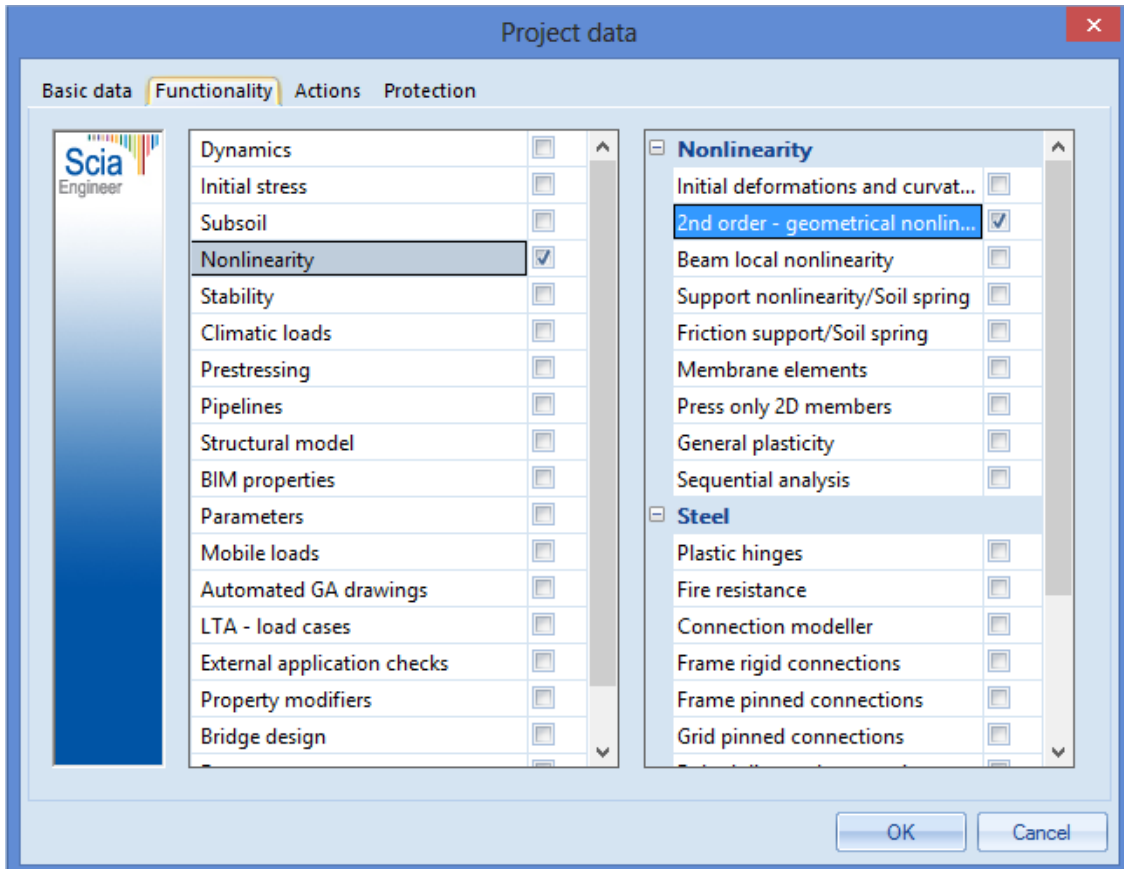 Project data
Basic data Functionality Actions Protection
Scia
Engineer
Dynamics
Initial stress
Subsoil
Nonlinearity
Stability
Climatic loads
Prestressing
Pipelines
Structural model
BIM properties
Parameters
Mobile loads
Automated GA drawings
LTA - load cases
External application checks
Property modifiers
Bridge design
Nonlinearity
Initial deformations and curvat...
2nd order - geometrical nonlin...
Beam local nonlinearity
Support nonlinearity/Soil spring
Friction support/Soil spring
Membrane elements
Press only 2D members
General plasticity
Sequential analysis
Steel
Plastic hinges
Fire resistance
Connection modeller
Frame rigid connections
Frame pinned connections
Grid pinned connections
OK Cancel